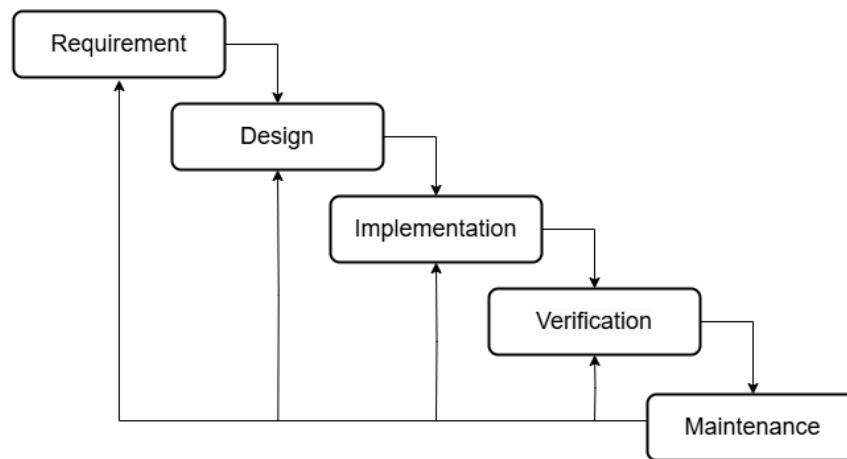 Requirement
Design
Implementation
Verification
Maintenance